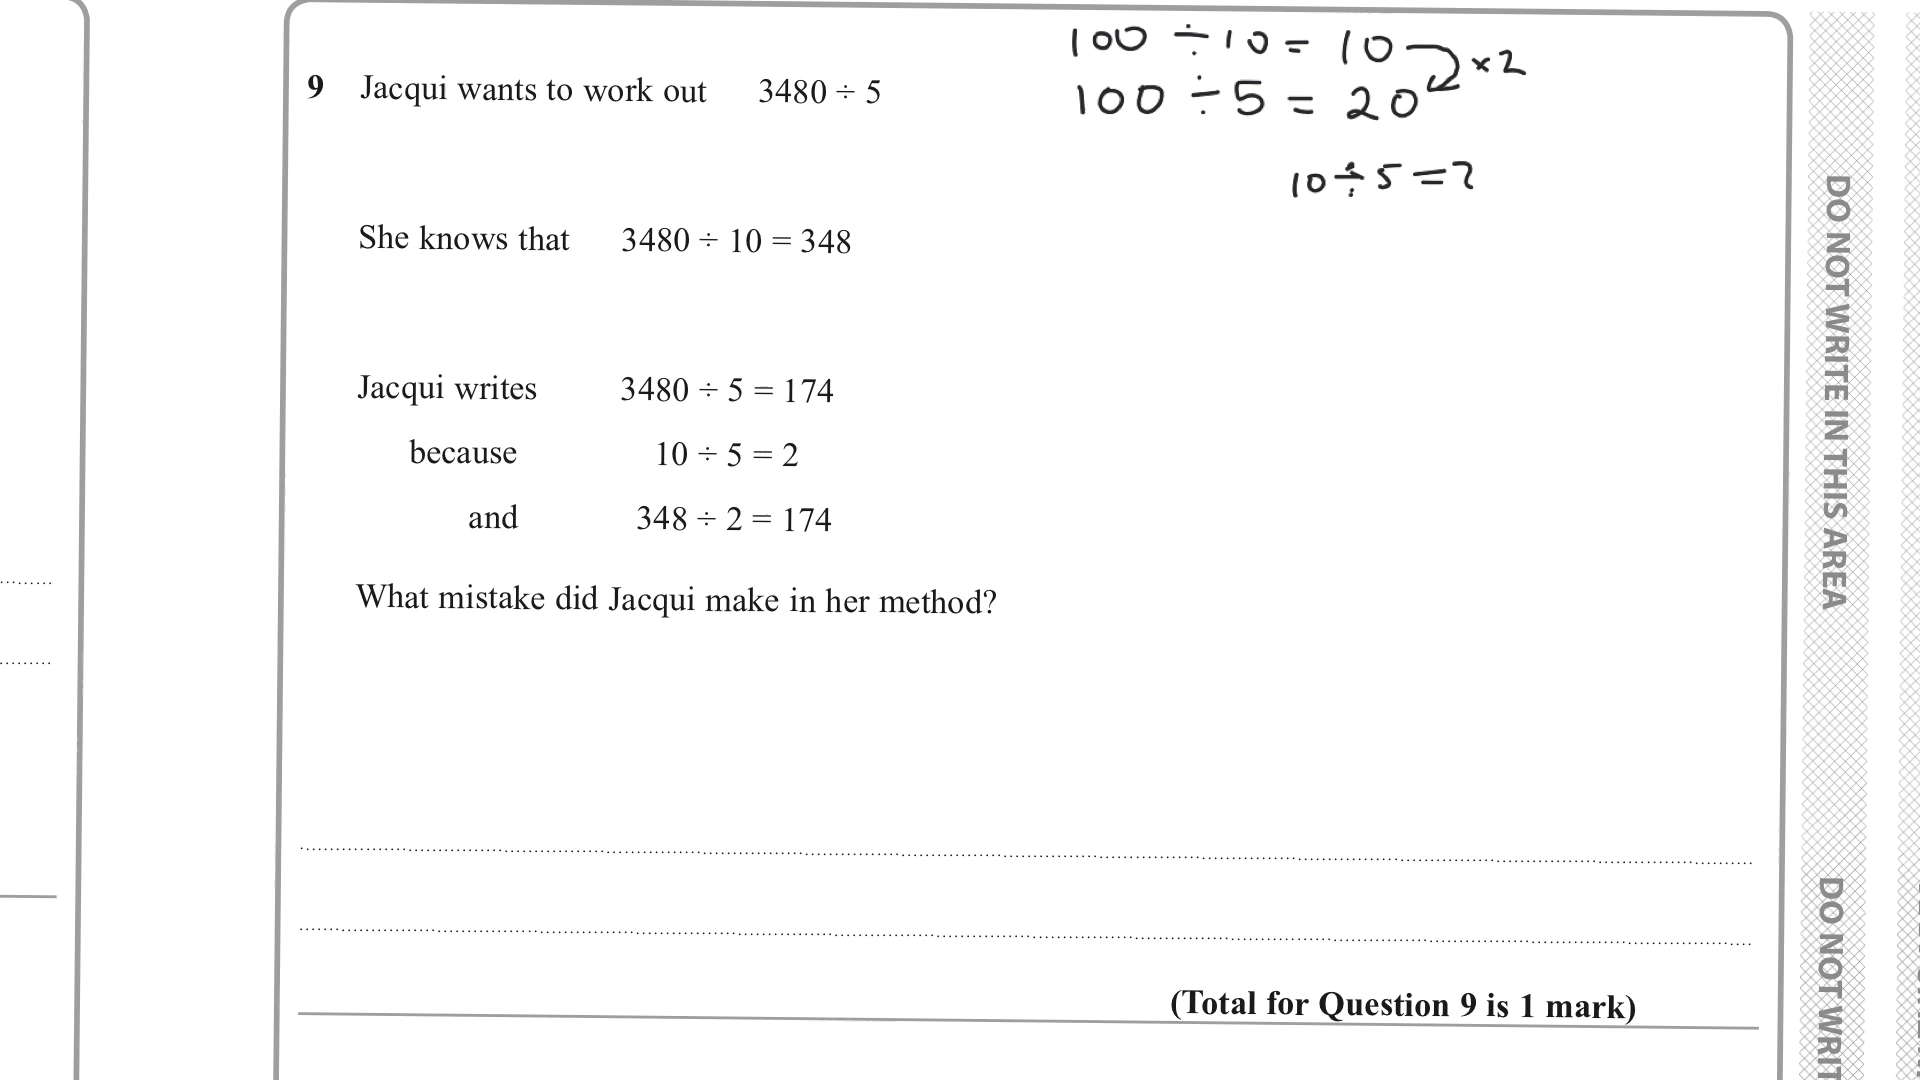 100 ÷ 10 = 10
× 2
9 Jacqui wants to work out 3480 ÷ 5
100 ÷ 5 = 20
10 ÷ 5 = 2
She knows that 3480 ÷ 10 = 348
Jacqui writes 3480 ÷ 5 = 174
because 10 ÷ 5 = 2
and 348 ÷ 2 = 174
What mistake did Jacqui make in her method?
(Total for Question 9 is 1 mark)
DO NOT WRITE IN THIS AREA
DO NOT WRIT